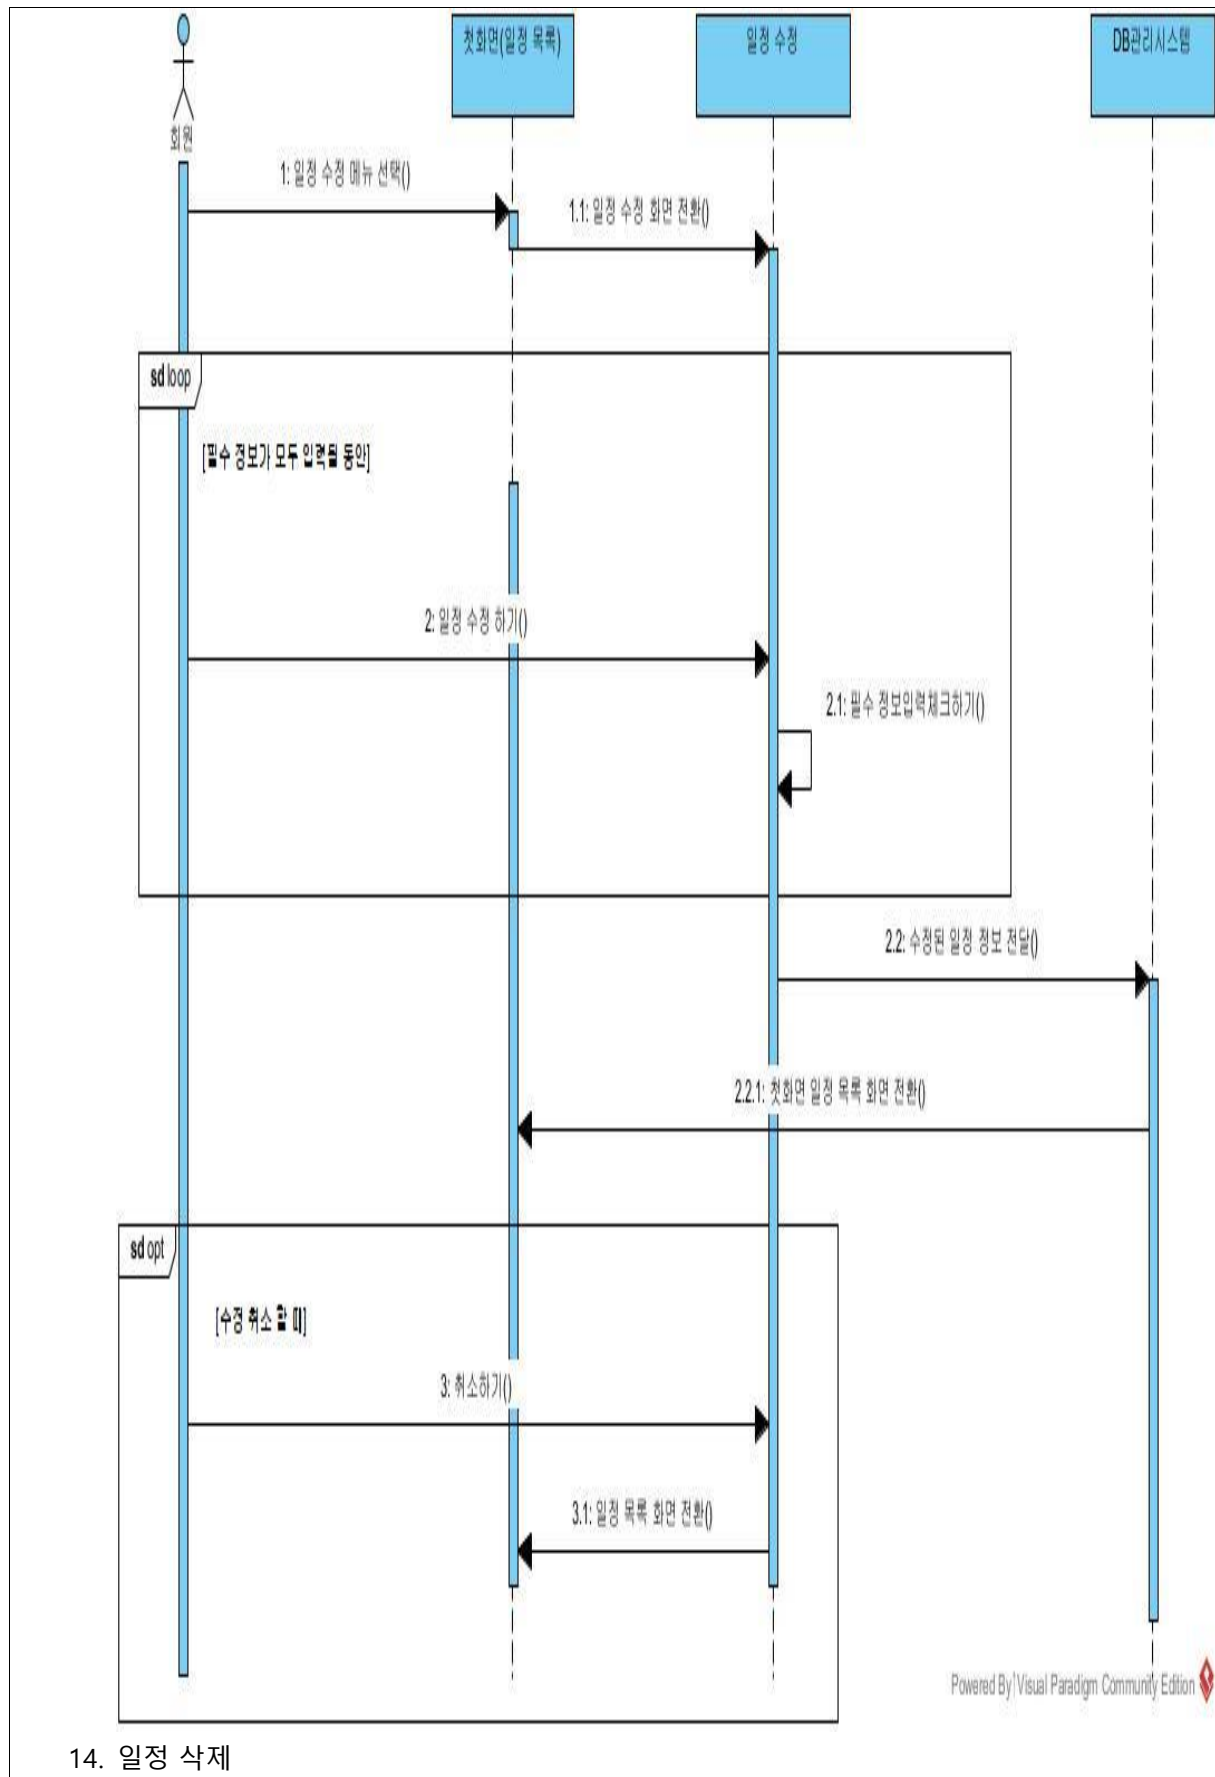 첫화면(일정 목록)
일정 수정
DB관리시스템
회원
1: 일정 수정 메뉴 선택()
1.1: 일정 수정 화면 전환()
sd loop
[필수 정보가 모두 입력될 동안]
2: 일정 수정 하기()
2.1: 필수 정보입력체크하기()
2.2: 수정된 일정 정보 전달()
2.2.1: 첫화면 일정 목록 화면 전환()
sd opt
[수정 취소 할 때]
3: 취소하기()
3.1: 일정 목록 화면 전환()
Powered By Visual Paradigm Community Edition
14. 일정 삭제